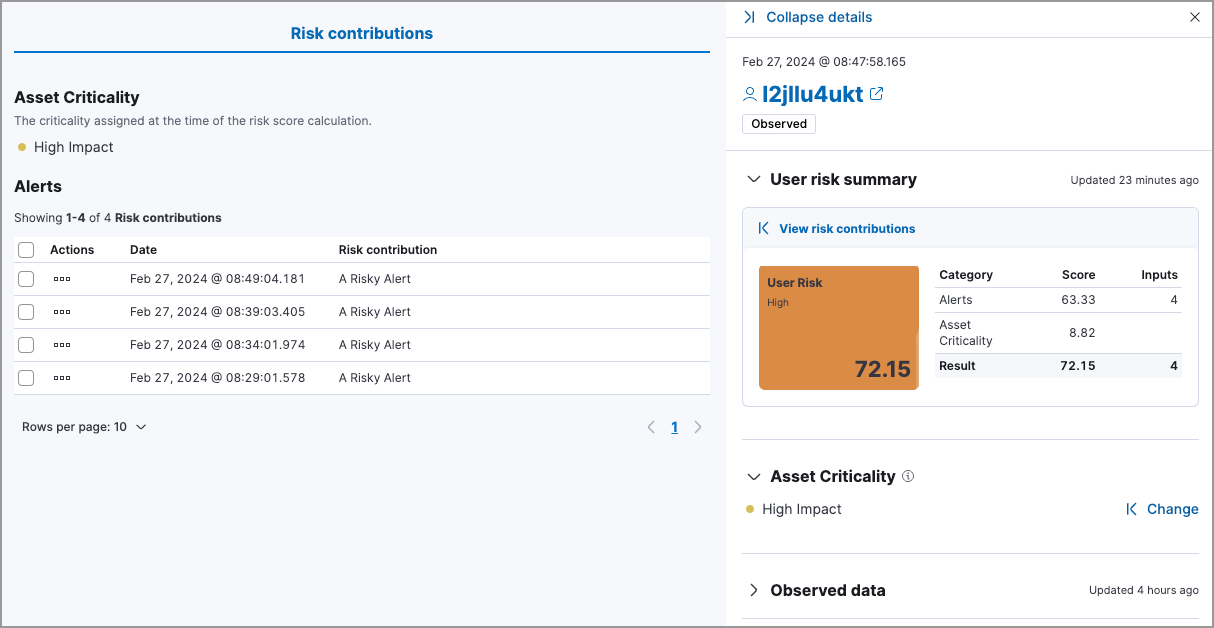 Risk contributions
Asset Criticality
The criticality assigned at the time of the risk score calculation.
High Impact
Alerts
Showing 1-4 of 4 Risk contributions
Actions Date Risk contribution
Feb 27, 2024 @ 08:49:04.181 A Risky Alert
Feb 27, 2024 @ 08:39:03.405 A Risky Alert
Feb 27, 2024 @ 08:34:01.974 A Risky Alert
Feb 27, 2024 @ 08:29:01.578 A Risky Alert
Rows per page: 10
1
Collapse details
Feb 27, 2024 @ 08:47:58.165
l2jllu4ukt
Observed
User risk summary Updated 23 minutes ago
View risk contributions
User Risk
High
72.15
Category Score Inputs
Alerts 63.33 4
Asset
Criticality 8.82
Result 72.15 4
Asset Criticality
High Impact Change
Observed data Updated 4 hours ago